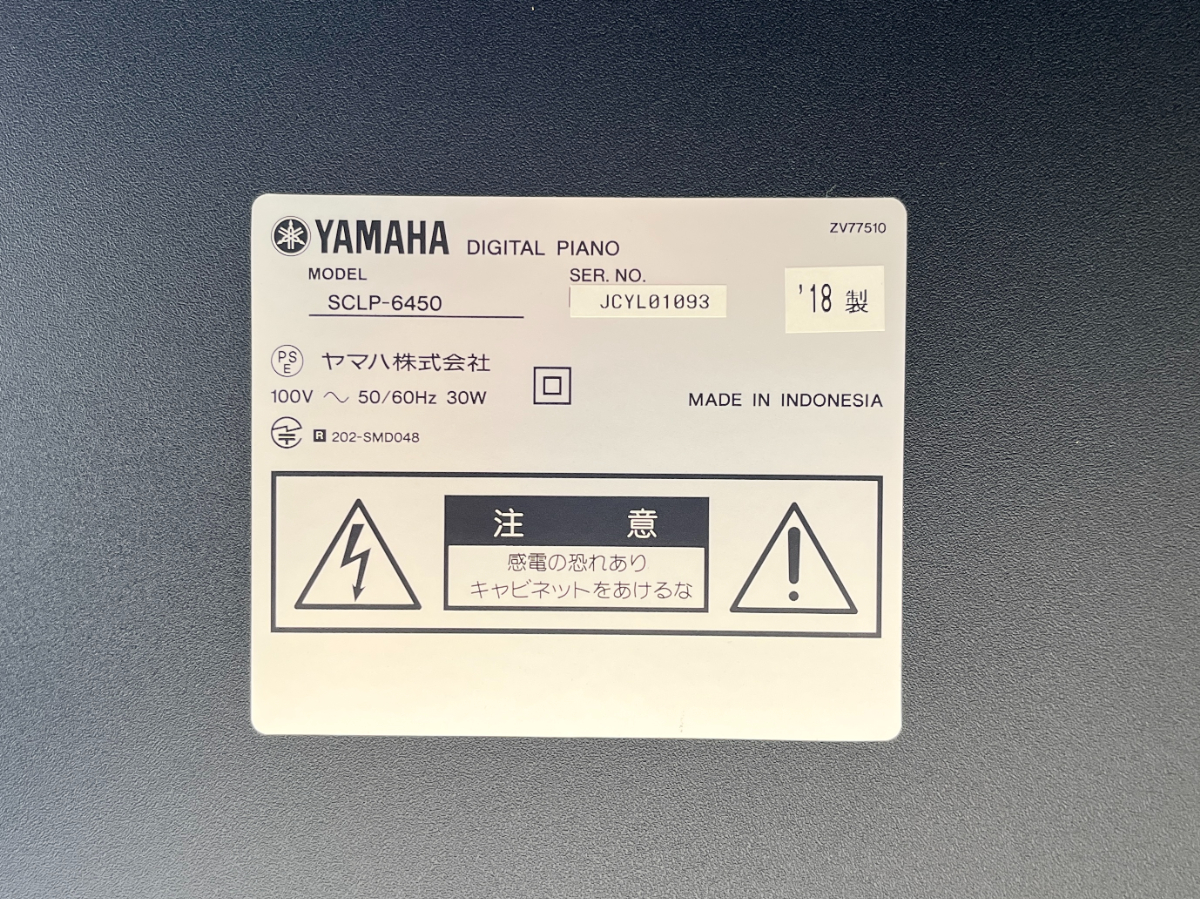 YAMAHA DIGITAL PIANO
ZV77510
MODEL
SCLP-6450
SER. NO.
JCYL01093
'18 製
PSE ヤマハ株式会社
100V ～ 50/60Hz 30W
MADE IN INDONESIA
R 202-SMD048
注意
感電の恐れあり
キャビネットをあけるな